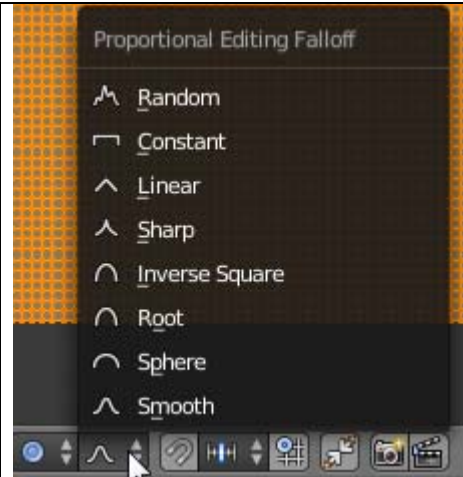 Proportional Editing Falloff
Random
Constant
Linear
Sharp
Inverse Square
Root
Sphere
Smooth